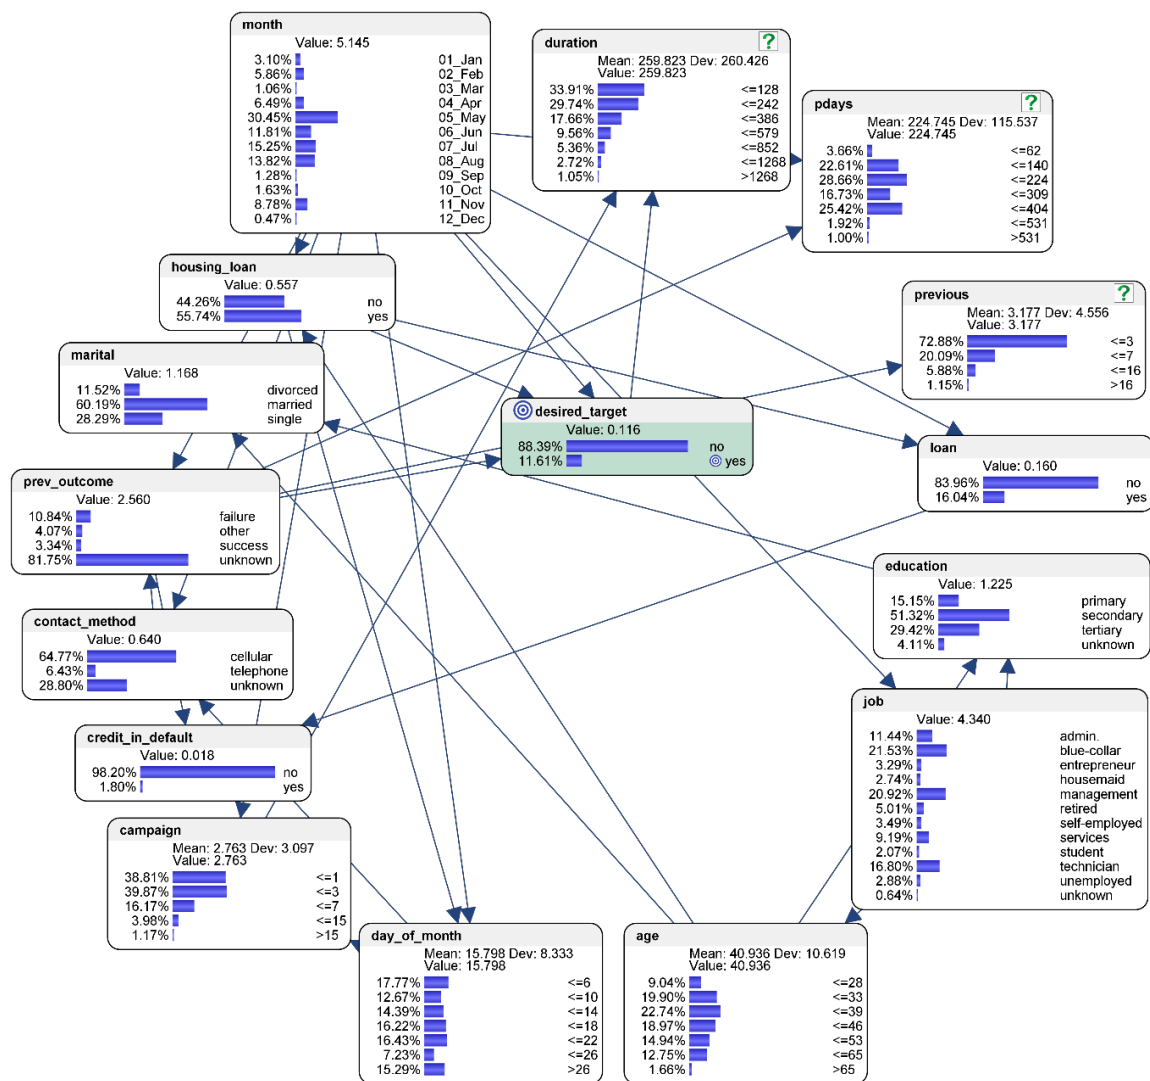 month
Value: 5.145
3.10% 01_Jan
5.86% 02_Feb
1.06% 03_Mar
6.49% 04_Apr
30.45% 05_May
11.81% 06_Jun
15.25% 07_Jul
13.82% 08_Aug
1.28% 09_Sep
1.63% 10_Oct
8.78% 11_Nov
0.47% 12_Dec
duration
?
Mean: 259.823 Dev: 260.426
Value: 259.823
33.91% <=128
29.74% <=242
17.66% <=386
9.56% <=579
5.36% <=852
2.72% <=1268
1.05% >1268
pdays
?
Mean: 224.745 Dev: 115.537
Value: 224.745
3.66% <=62
22.61% <=140
28.66% <=224
16.73% <=309
25.42% <=404
1.92% <=531
1.00% >531
housing_loan
Value: 0.557
44.26% no
55.74% yes
previous
?
Mean: 3.177 Dev: 4.556
Value: 3.177
72.88% <=3
20.09% <=7
5.88% <=16
1.15% >16
marital
Value: 1.168
11.52% divorced
60.19% married
28.29% single
desired_target
Value: 0.116
88.39% no
11.61% yes
loan
Value: 0.160
83.96% no
16.04% yes
prev_outcome
Value: 2.560
10.84% failure
4.07% other
3.34% success
81.75% unknown
education
Value: 1.225
15.15% primary
51.32% secondary
29.42% tertiary
4.11% unknown
contact_method
Value: 0.640
64.77% cellular
6.43% telephone
28.80% unknown
job
Value: 4.340
11.44% admin.
21.53% blue-collar
3.29% entrepreneur
2.74% housemaid
20.92% management
5.01% retired
3.49% self-employed
9.19% services
2.07% student
16.80% technician
2.88% unemployed
0.64% unknown
credit_in_default
Value: 0.018
98.20% no
1.80% yes
campaign
Mean: 2.763 Dev: 3.097
Value: 2.763
38.81% <=1
39.87% <=3
16.17% <=7
3.98% <=15
1.17% >15
day_of_month
Mean: 15.798 Dev: 8.333
Value: 15.798
17.77% <=6
12.67% <=10
14.39% <=14
16.22% <=18
16.43% <=22
7.23% <=26
15.29% >26
age
Mean: 40.936 Dev: 10.619
Value: 40.936
9.04% <=28
19.90% <=33
22.74% <=39
18.97% <=46
14.94% <=53
12.75% <=65
1.66% >65